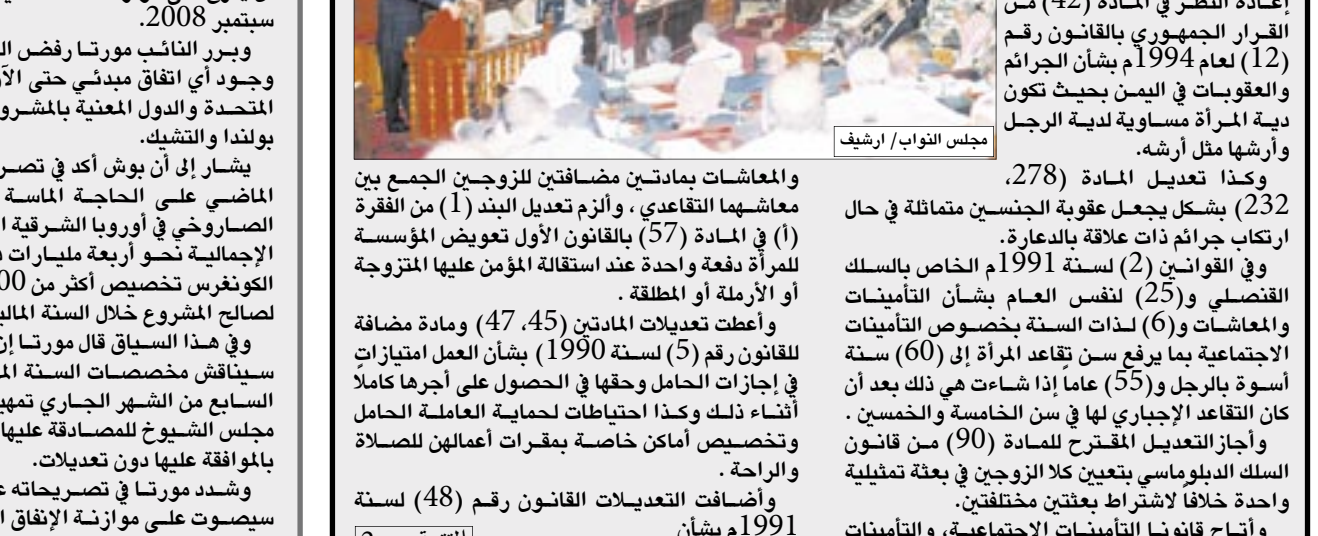 إعادة النظر في المادة (42) من
القرار الجمهوري بالقانون رقم
(12) لعام 1994م بشأن الجرائم
والعقوبات في اليمن بحيث تكون
دية المرأة مساوية لدية الرجل
وأرشها مثل أرشه.
وكذا تعديل المادة (278،
232) بشكل يجعل عقوبة الجنسين متماثلة في حال
ارتكاب جرائم ذات علاقة بالدعارة.
وفي القوانين (2) لسنة 1991م الخاص بالسلك
القنصلي و(25) لنفس العام بشأن التأمينات
والمعاشات و(6) لذات السنة بخصوص التأمينات
الاجتماعية بما يرفع سن تقاعد المرأة إلى (60) سنة
أسوة بالرجل و(55) عاماً إذا شاءت هي ذلك بعد أن
كان التقاعد الإجباري لها في سن الخامسة والخمسين .
وأجازالتعديل المقترح للمادة (90) من قانون
السلك الدبلوماسي بتعيين كلا الزوجين في بعثة تمثيلية
واحدة خلافاً لاشتراط بعثتين مختلفتين.
وأتاح قانونا التأمينات الاجتماعية، والتأمينات
مجلس النواب/ ارشيف
والمعاشات بمادتين مضافتين للزوجين الجمع بين
معاشهما التقاعدي ، وألزم تعديل البند (1) من الفقرة
(أ) في المادة (57) بالقانون الأول تعويض المؤسسة
للمرأة دفعة واحدة عند استقالة المؤمن عليها المتزوجة
أو الأرملة أو المطلقة .
وأعطت تعديلات المادتين (45، 47) ومادة مضافة
للقانون رقم (5) لسنة 1990) بشأن العمل امتيازاتٍ
في إجازات الحامل وحقها في الحصول على أجرها كاملاً
أثناء ذلك وكذا احتياطات لحماية العاملة الحامل
وتخصيص أماكن خاصة بمقرات أعمالهن للصلاة
والراحة .
وأضافت التعديلات القانون رقم (48) لسنة
1991م بشأن
سبتمبر 2008.
وبرر النائب مورتا رفض
وجود أي اتفاق مبدئي حتى
المتحدة والدول المعنية
بولندا والتشيك.
يشار إلى أن بوش أكد في
الماضي على الحاجة الماسة
الصاروخي في أوروبا الشرقية
الإجمالية نحو أربعة مليارات
الكونغرس تخصيص أكثر من
لصالح المشروع خلال السنة
وفي هذا السياق قال مورتا إن
سيناقش مخصصات السنة
السابع من الشهر الجاري
مجلس الشيوخ للمصادقة عليها
بالموافقة عليها دون تعديلات.
وشدد مورتا في تصريحاته
سيصوت على موازنة الإنفاق